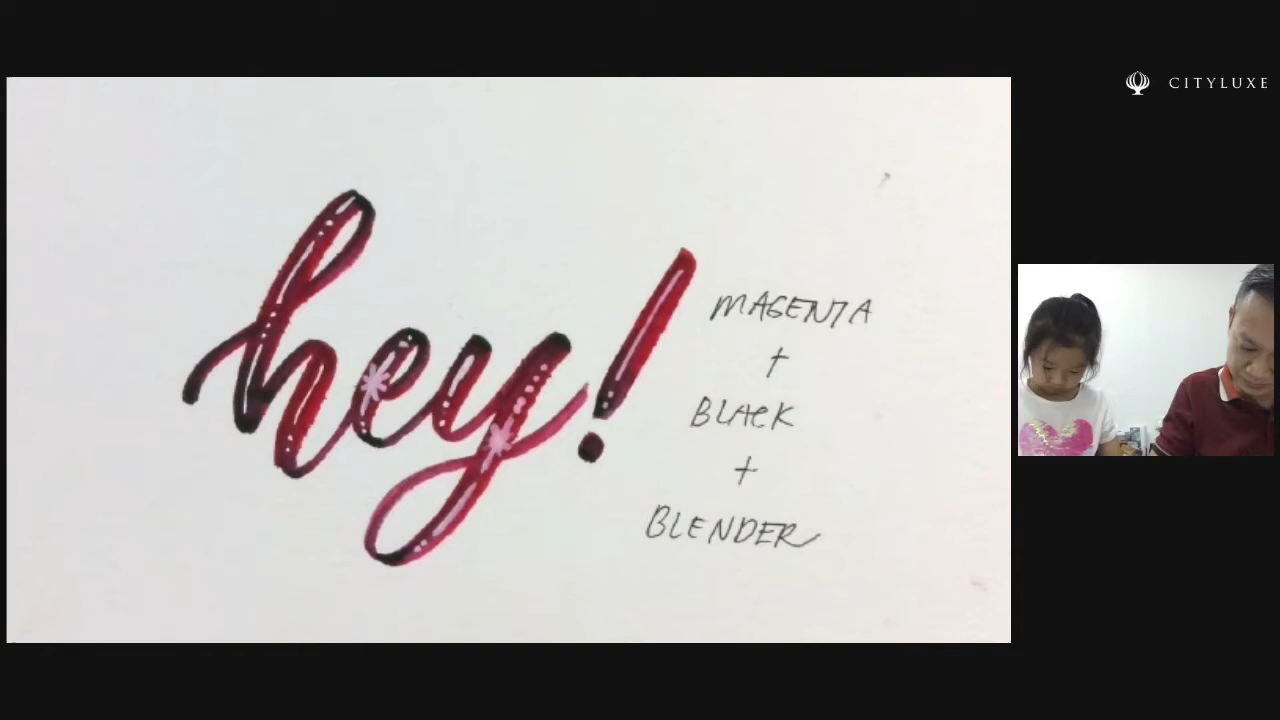 CITYLUXE
hey!
MAGENTA
+
BLACK
+
BLENDER